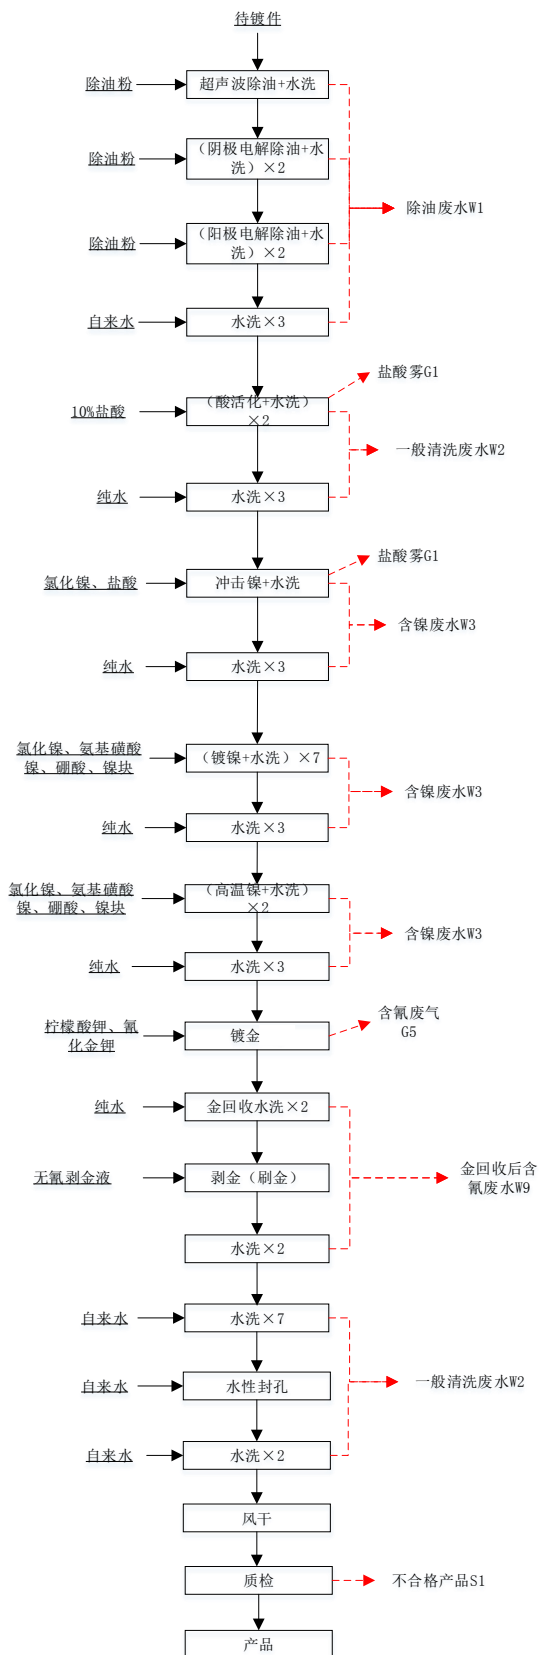 待镀件
除油粉
超声波除油+水洗
除油粉
（阴极电解除油+水
洗）×2
除油废水W1
除油粉
（阳极电解除油+水
洗）×2
自来水
水洗×3
盐酸雾G1
10%盐酸
（酸活化+水洗）
×2
一般清洗废水W2
纯水
水洗×3
盐酸雾G1
氯化镍、盐酸
冲击镍+水洗
含镍废水W3
纯水
水洗×3
氯化镍、氨基磺酸
镍、硼酸、镍块
（镀镍+水洗）×7
含镍废水W3
纯水
水洗×3
氯化镍、氨基磺酸
镍、硼酸、镍块
（高温镍+水洗）
×2
含镍废水W3
纯水
水洗×3
含氰废气
G5
柠檬酸钾、氰
化金钾
镀金
纯水
金回收水洗×2
无氰剥金液
剥金（刷金）
金回收后含
氰废水W9
水洗×2
自来水
水洗×7
自来水
水性封孔
一般清洗废水W2
自来水
水洗×2
风干
质检
不合格产品S1
产品